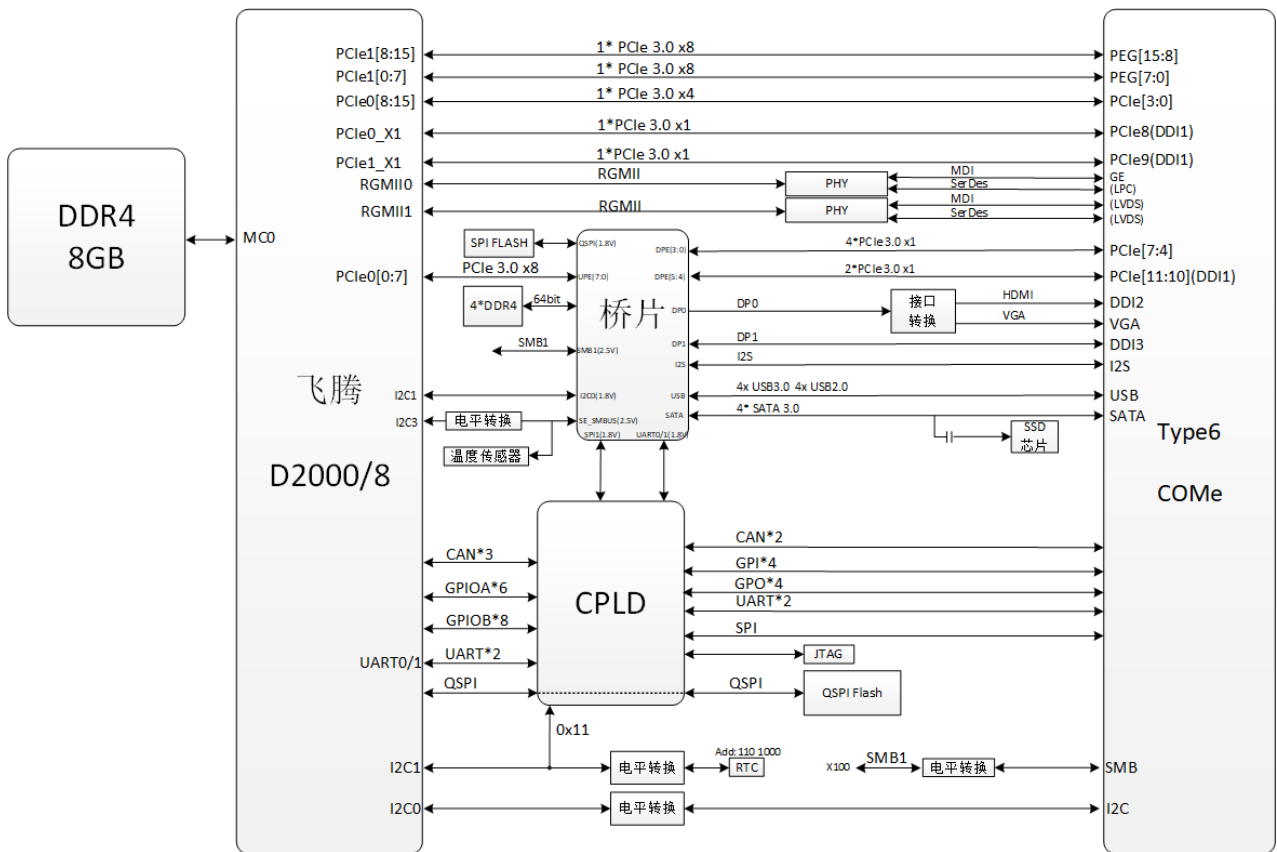 PCIe1[8:15]
1* PCIe 3.0 x8
PEG[15:8]
PCIe1[0:7]
1* PCIe 3.0 x8
PEG[7:0]
PCIe0[8:15]
1* PCIe 3.0 x4
PCIe[3:0]
PCIe0_X1
1*PCIe 3.0 x1
PCIe8(DDI1)
PCIe1_X1
1*PCIe 3.0 x1
PCIe9(DDI1)
RGMII0
RGMII
PHY
MDI
GE
SerDes
(LPC)
RGMII1
RGMII
PHY
MDI
(LVDS)
SerDes
(LVDS)
DDR4
8GB
MC0
SPI FLASH
QSPI(1.8V)
DPE[3:0]
4*PCIe3.0 x1
PCIe[7:4]
PCIe0[0:7]
PCIe 3.0 x8
UPE(7:0)
DPE[5:4]
2*PCIe3.0 x1
PCIe[11:10](DDI1)
4*DDR4
64bit
桥片
DP0
DP0
接口
转换
HDMI
DDI2
VGA
VGA
SMB1
SMB1(2.5V)
DP1
DP1
DDI3
I2S
I2S
I2S
飞腾
D2000/8
I2C1
I2C0(1.8V)
USB
4x USB3.0 4x USB2.0
USB
I2C3
电平转换
SE_SMBUS(2.5V)
SATA
4* SATA 3.0
SATA
SPI1(1.8V)
UART0/1(1.8V)
温度传感器
SSD
芯片
Type6
COMe
CPLD
CAN*3
CAN*2
GPIOA*6
GPI*4
GPO*4
GPIOB*8
UART*2
SPI
UART0/1
UART*2
JTAG
QSPI
QSPI
QSPI Flash
0x11
I2C1
电平转换
Add: 110 1000
RTC
X100
SMB1
电平转换
SMB
I2C0
电平转换
I2C